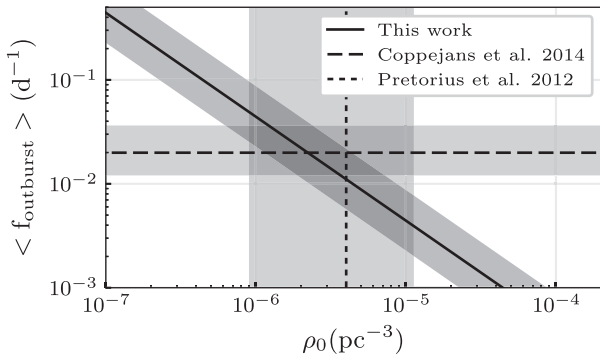 < f_outburst > (d⁻¹)
10⁻¹
10⁻²
10⁻³
This work
Coppejans et al. 2014
Pretorius et al. 2012
10⁻⁷
10⁻⁶
10⁻⁵
10⁻⁴
ρ₀(pc⁻³)